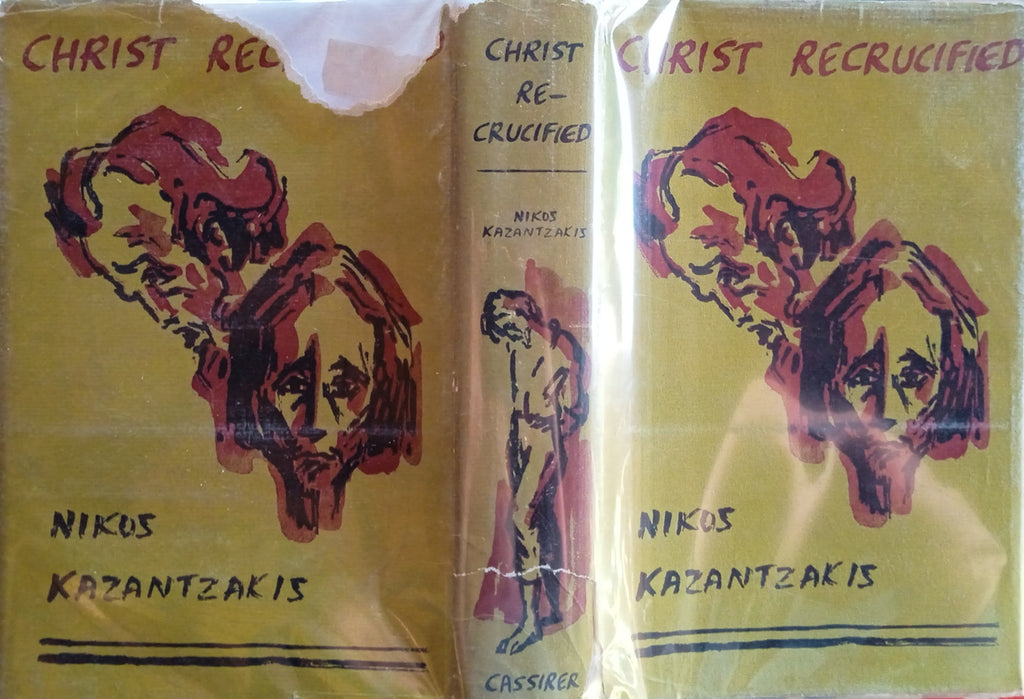 CHRIST REC
NIKOS
KAZANTZAKIS
CHRIST
RE-
CRUCIFIED
NIKOS
KAZANTZAKIS
CASSIRER
CHRIST RECRUCIFIED
NIKOS
KAZANTZAKIS